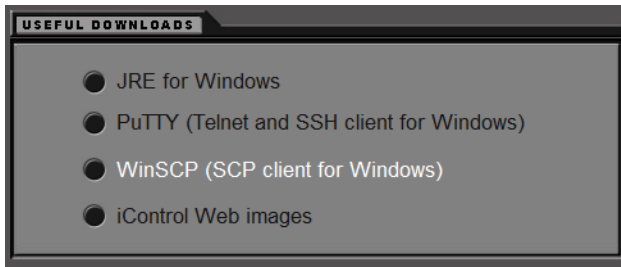 USEFUL DOWNLOADS
JRE for Windows
PuTTY (Telnet and SSH client for Windows)
WinSCP (SCP client for Windows)
iControl Web images